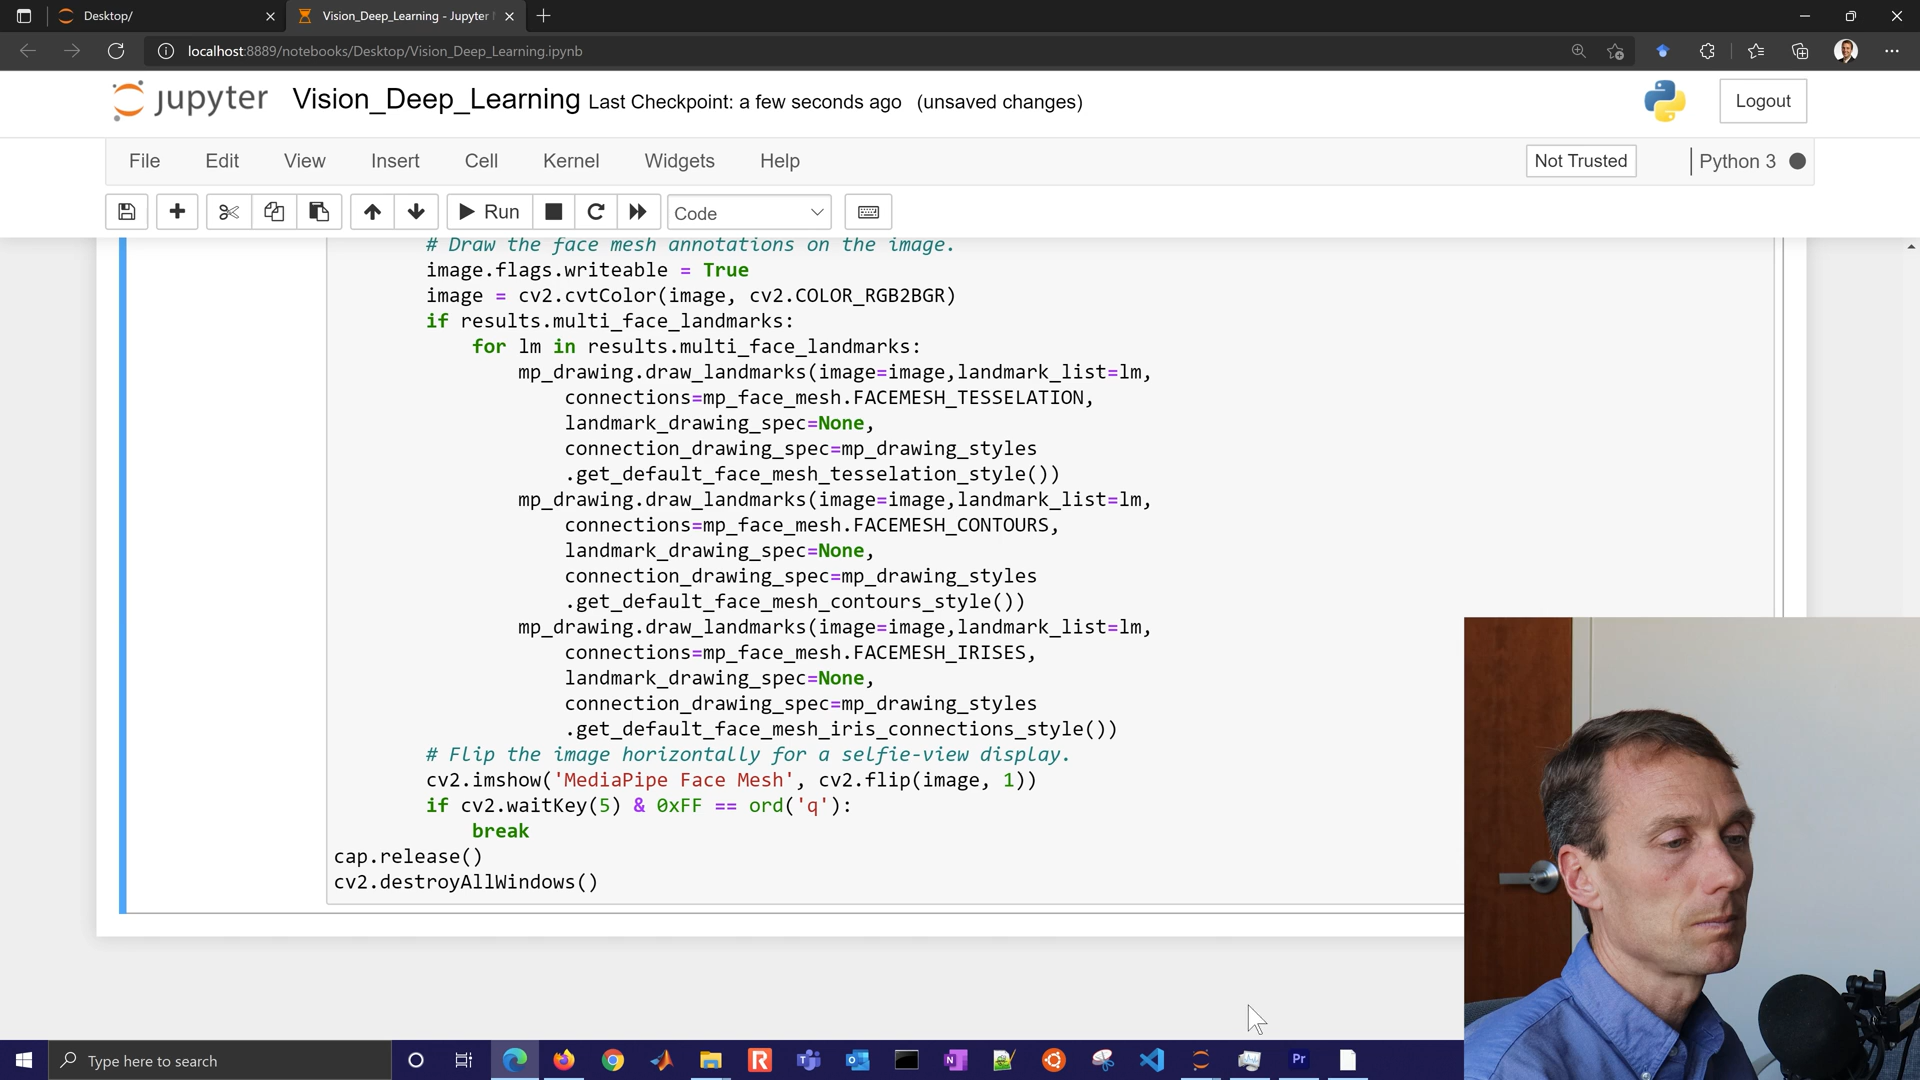 Desktop/
Vision_Deep_Learning - Jupyter N
localhost:8889/notebooks/Desktop/Vision_Deep_Learning.ipynb
jupyter Vision_Deep_Learning Last Checkpoint: a few seconds ago (unsaved changes)
Logout
File Edit View Insert Cell Kernel Widgets Help
Not Trusted
Python 3
Run
Code
# Draw the face mesh annotations on the image.
image.flags.writeable = True
image = cv2.cvtColor(image, cv2.COLOR_RGB2BGR)
if results.multi_face_landmarks:
for lm in results.multi_face_landmarks:
mp_drawing.draw_landmarks(image=image,landmark_list=lm,
connections=mp_face_mesh.FACEMESH_TESSELATION,
landmark_drawing_spec=None,
connection_drawing_spec=mp_drawing_styles
.get_default_face_mesh_tesselation_style())
mp_drawing.draw_landmarks(image=image,landmark_list=lm,
connections=mp_face_mesh.FACEMESH_CONTOURS,
landmark_drawing_spec=None,
connection_drawing_spec=mp_drawing_styles
.get_default_face_mesh_contours_style())
mp_drawing.draw_landmarks(image=image,landmark_list=lm,
connections=mp_face_mesh.FACEMESH_IRISES,
landmark_drawing_spec=None,
connection_drawing_spec=mp_drawing_styles
.get_default_face_mesh_iris_connections_style())
# Flip the image horizontally for a selfie-view display.
cv2.imshow('MediaPipe Face Mesh', cv2.flip(image, 1))
if cv2.waitKey(5) & 0xFF == ord('q'):
break
cap.release()
cv2.destroyAllWindows()
Type here to search
R
N
Pr